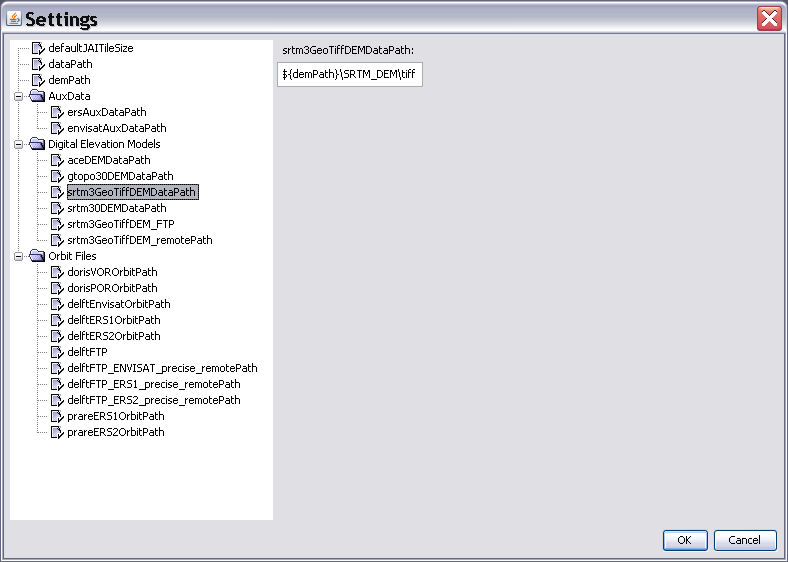 Settings
defaultJAITileSize
dataPath
demPath
AuxData
ersAuxDataPath
envisatAuxDataPath
Digital Elevation Models
aceDEMDataPath
gtopo30DEMDataPath
srtm3GeoTiffDEMDataPath
srtm30DEMDataPath
srtm3GeoTiffDEM_FTP
srtm3GeoTiffDEM_remotePath
Orbit Files
dorisVOROrbitPath
dorisPOROrbitPath
delftEnvisatOrbitPath
delftERS1OrbitPath
delftERS2OrbitPath
delftFTP
delftFTP_ENVISAT_precise_remotePath
delftFTP_ERS1_precise_remotePath
delftFTP_ERS2_precise_remotePath
prareERS1OrbitPath
prareERS2OrbitPath
srtm3GeoTiffDEMDataPath:
${demPath}\SRTM_DEM\tiff
OK Cancel